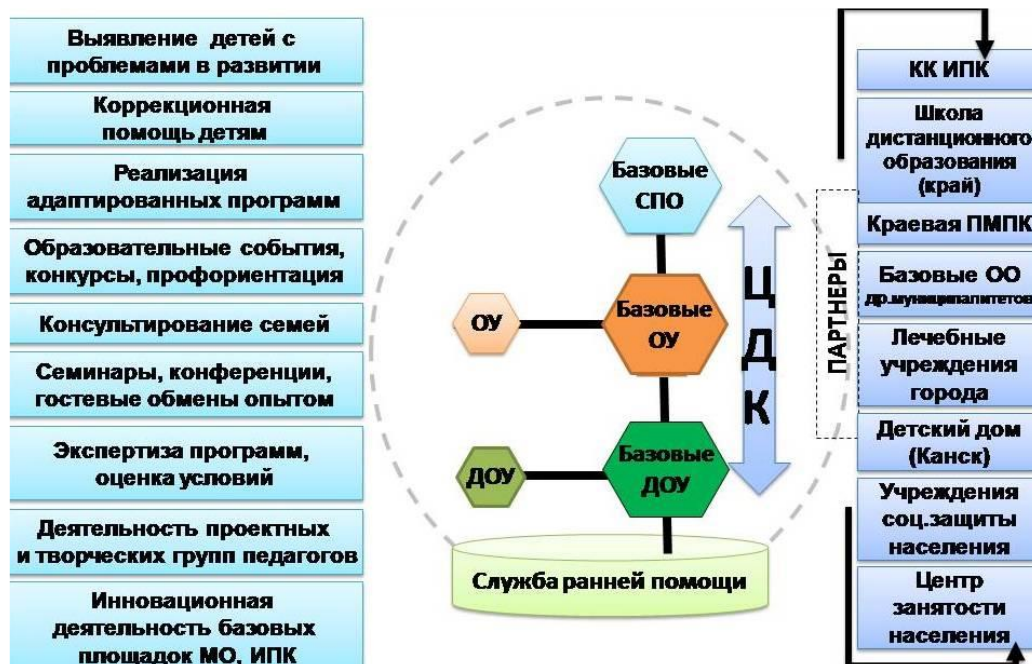 Выявление детей с
проблемами в развитии
Коррекционная
помощь детям
Реализация
адаптированных программ
Образовательные события,
конкурсы, профориентация
Консультирование семей
Семинары, конференции,
гостевые обмены опытом
Экспертиза программ,
оценка условий
Деятельность проектных
и творческих групп педагогов
Инновационная
деятельность базовых
площадок МО, ИПК
Базовые
СПО
ОУ
Базовые
ОУ
ДОУ
Базовые
ДОУ
Служба ранней помощи
Ц
Д
К
ПАРТНЕРЫ
КК ИПК
Школа
дистанционного
образования
(край)
Краевая ПМПК
Базовые ОО
др.муниципалитетов
Лечебные
учреждения
города
Детский дом
(Канск)
Учреждения
соц.защиты
населения
Центр
занятости
населения